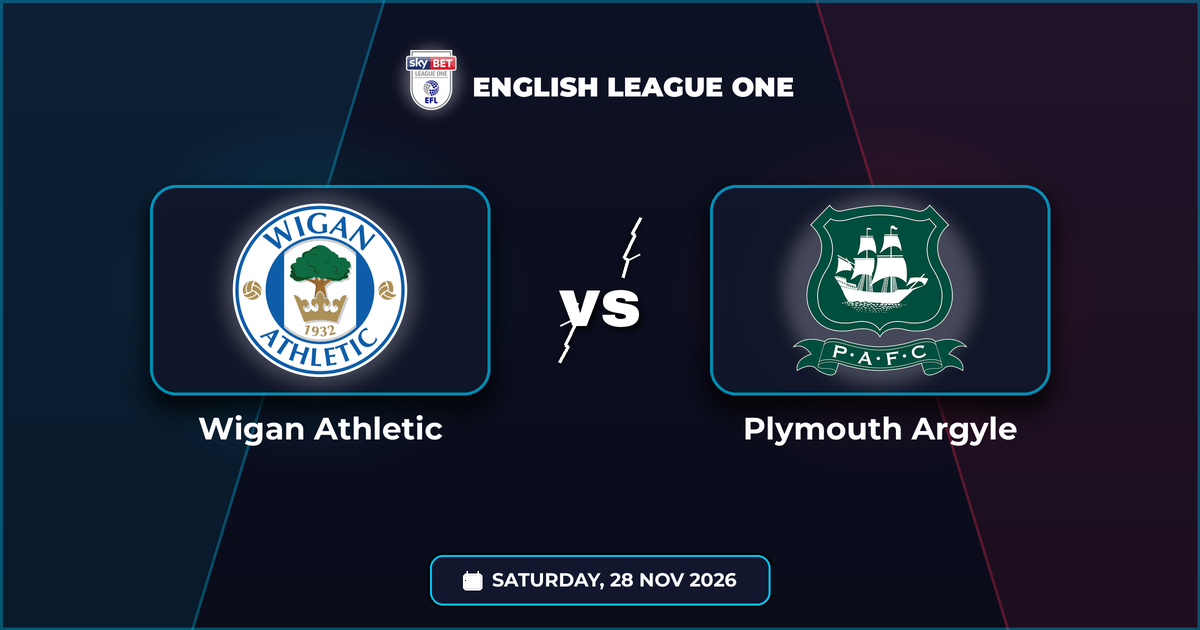 sky BET
LEAGUE ONE
EFL
ENGLISH LEAGUE ONE
WIGAN
1932
ATHLETIC
VS
P·A·F·C
Wigan Athletic
Plymouth Argyle
SATURDAY, 28 NOV 2026